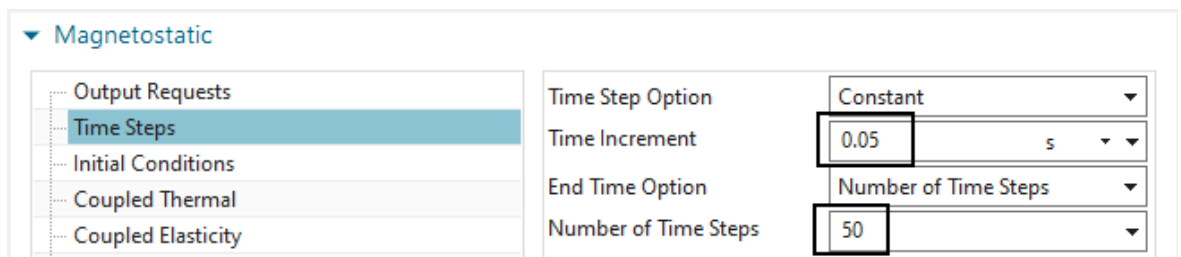 Magnetostatic
Output Requests
Time Steps
Initial Conditions
Coupled Thermal
Coupled Elasticity
Time Step Option Constant
Time Increment 0.05 s
End Time Option Number of Time Steps
Number of Time Steps 50